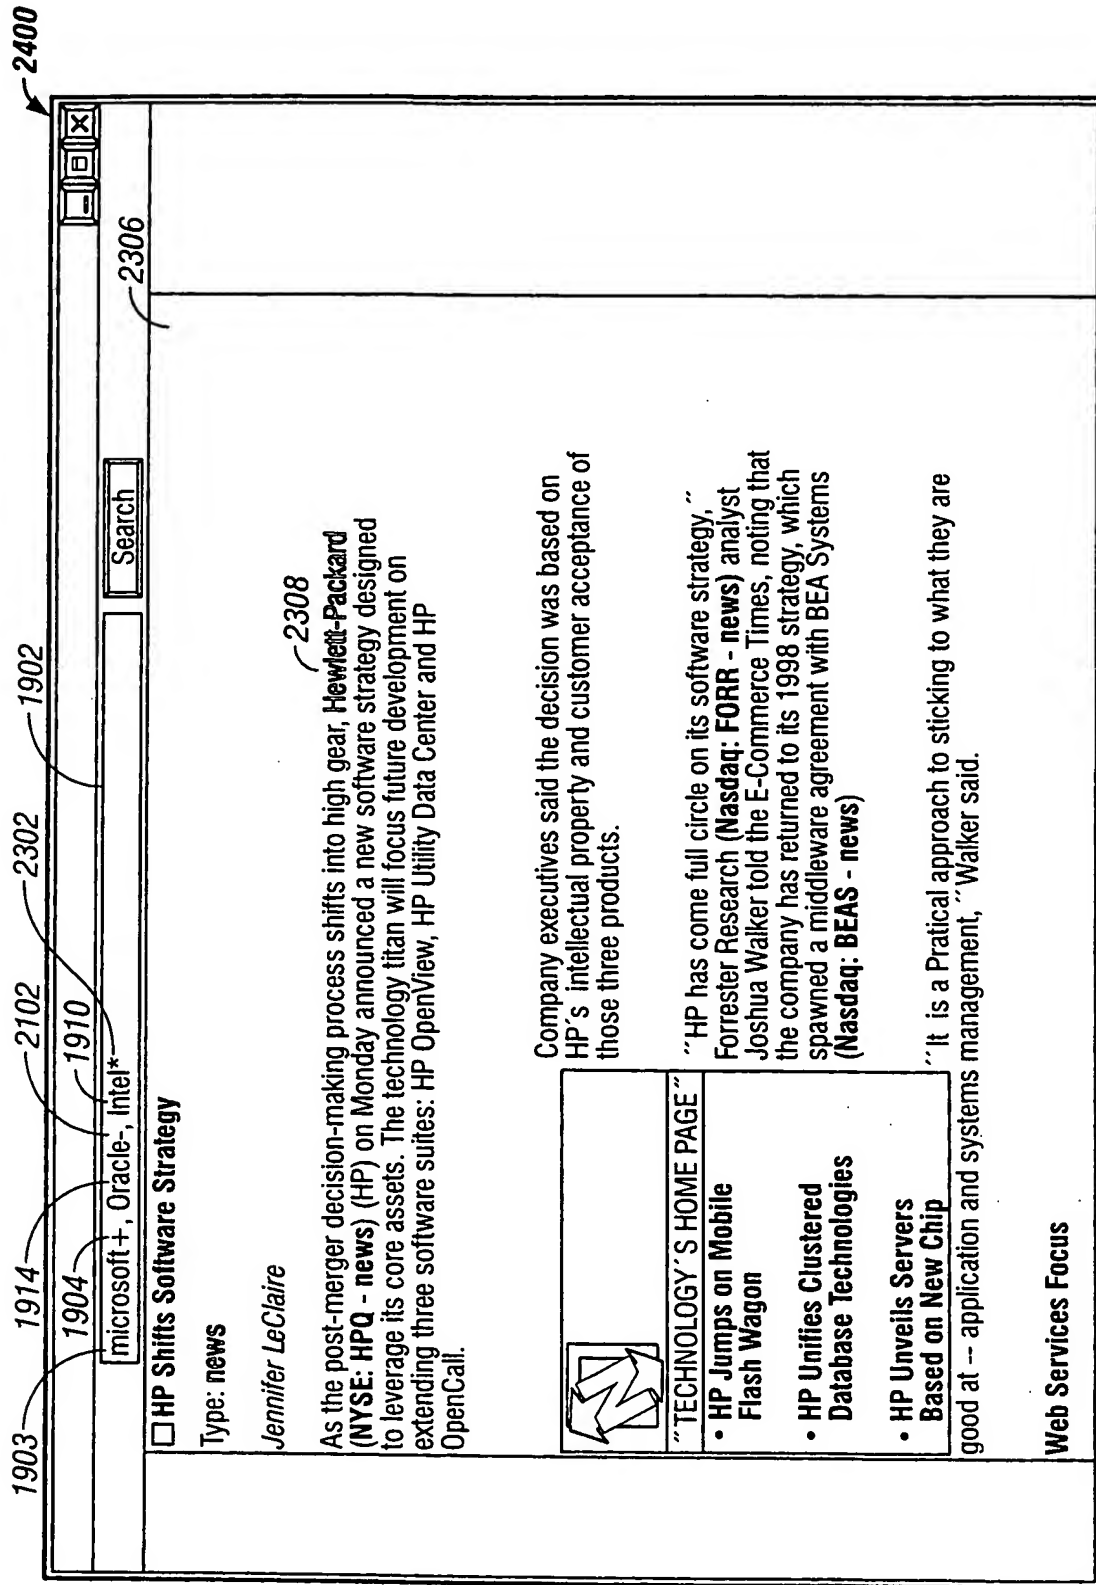 2400
1903
1914
2102
2302
1902
1904
1910
microsoft+, Oracle-, Intel*
Search
2306
☐ HP Shifts Software Strategy
Type: news
Jennifer LeClaire
2308
As the post-merger decision-making process shifts into high gear, Hewlett-Packard
(NYSE: HPQ - news) (HP) on Monday announced a new software strategy designed
to leverage its core assets. The technology titan will focus future development on
extending three software suites: HP OpenView, HP Utility Data Center and HP
OpenCall.
Company executives said the decision was based on
HP's intellectual property and customer acceptance of
those three products.
"TECHNOLOGY'S HOME PAGE"
• HP Jumps on Mobile
Flash Wagon
• HP Unifies Clustered
Database Technologies
• HP Unveils Servers
Based on New Chip
"HP has come full circle on its software strategy,"
Forrester Research (Nasdaq: FORR - news) analyst
Joshua Walker told the E-Commerce Times, noting that
the company has returned to its 1998 strategy, which
spawned a middleware agreement with BEA Systems
(Nasdaq: BEAS - news)
"It is a Pratical approach to sticking to what they are
good at -- application and systems management, "Walker said.
Web Services Focus